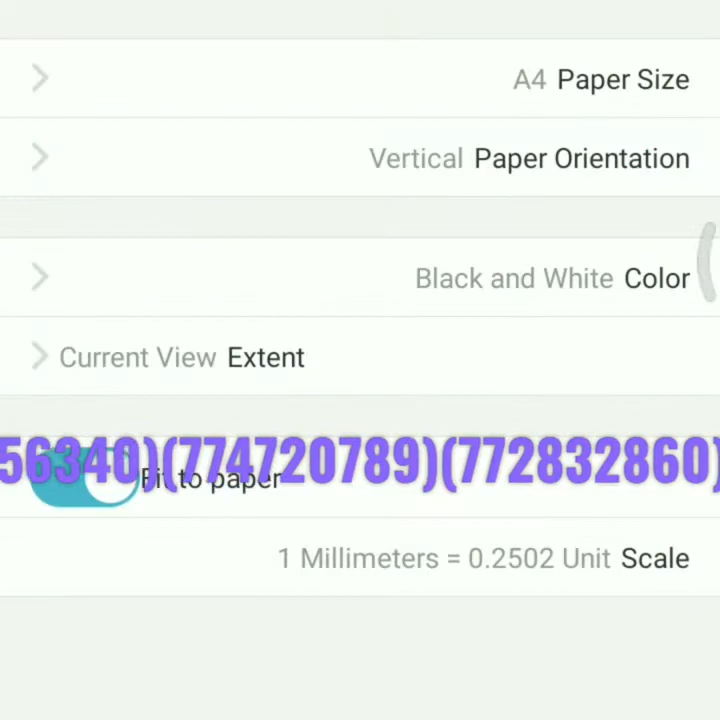 A4 Paper Size
Vertical Paper Orientation
Black and White Color
Current View Extent
56340)(774720789)(772832860)
Fit to paper
1 Millimeters = 0.2502 Unit Scale